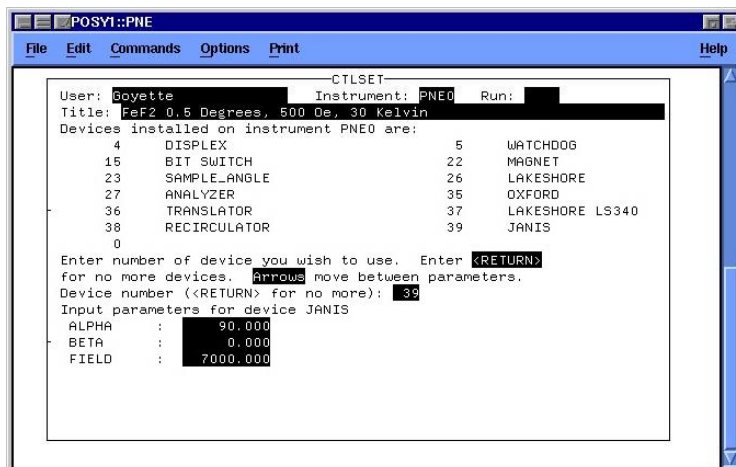 POSY1::PNE
File Edit Commands Options Print Help
CTLSET
User: Goyette Instrument: PNE0 Run:
Title: FeF2 0.5 Degrees, 500 Oe, 30 Kelvin
Devices installed on instrument PNE0 are:
4 DISPLEX 5 WATCHDOG
15 BIT SWITCH 22 MAGNET
23 SAMPLE_ANGLE 26 LAKESHORE
27 ANALYZER 35 OXFORD
36 TRANSLATOR 37 LAKESHORE LS340
38 RECIRCULATOR 39 JANIS
0
Enter number of device you wish to use. Enter <RETURN>
for no more devices. Arrows move between parameters.
Device number (<RETURN> for no more): 39
Input parameters for device JANIS
ALPHA : 90.000
BETA : 0.000
FIELD : 7000.000